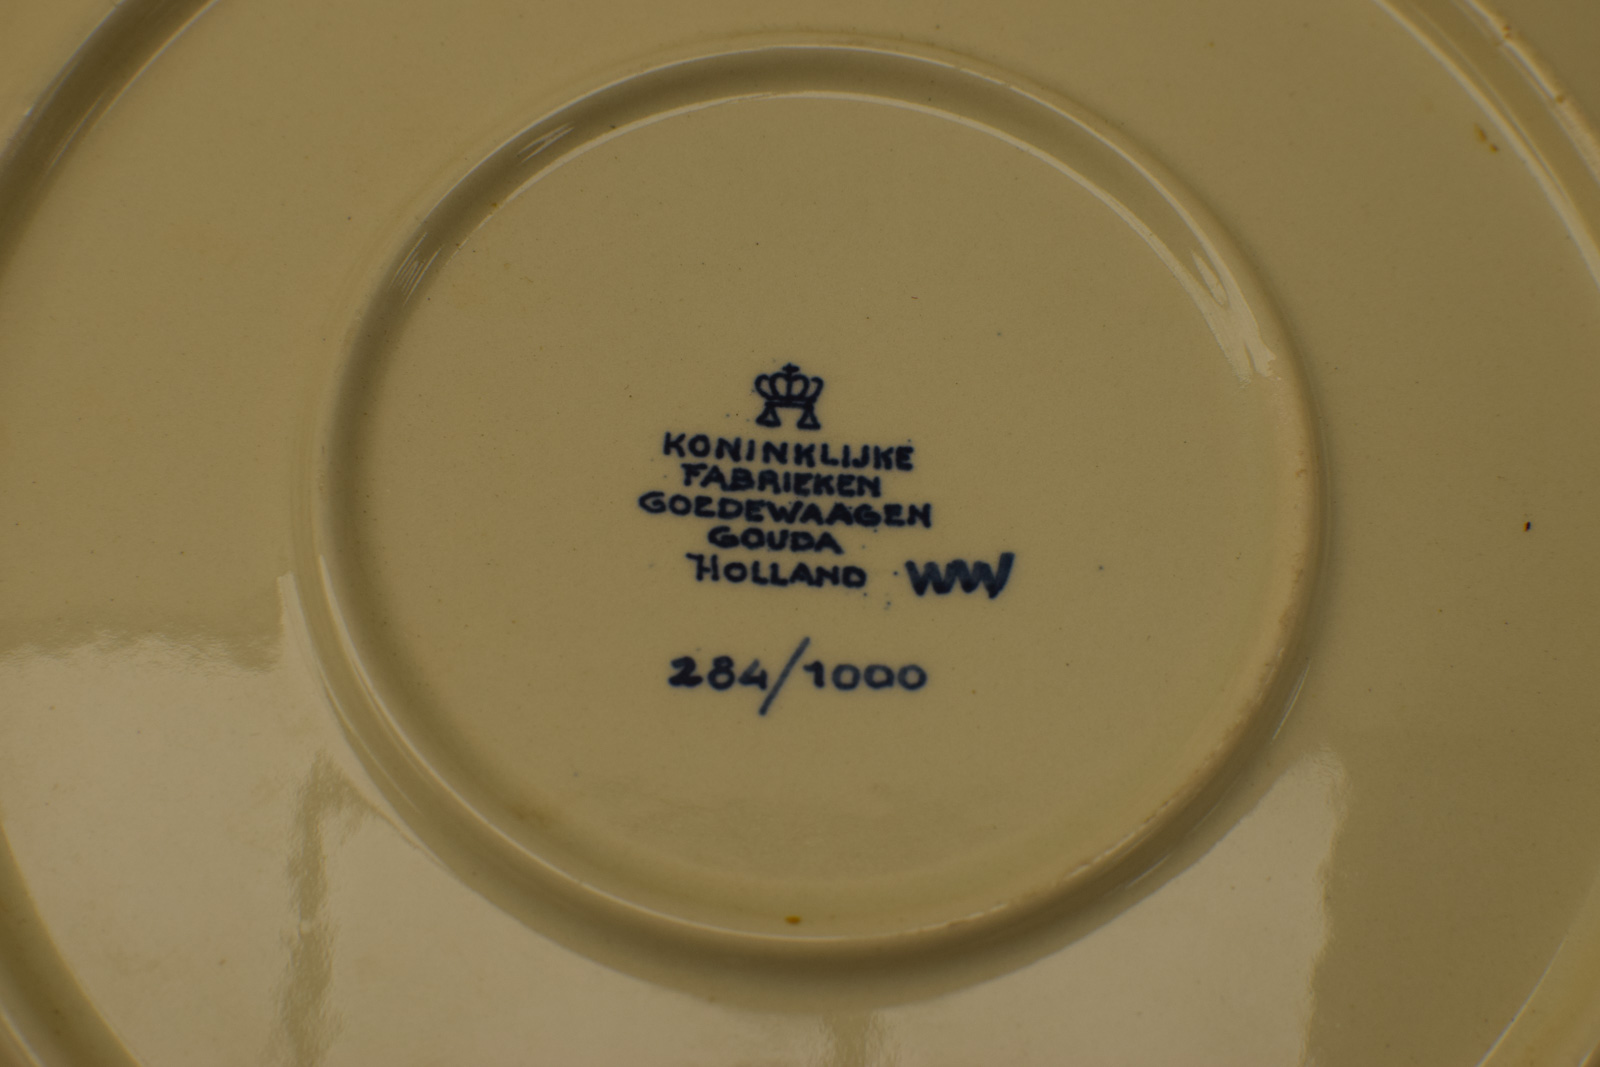 KONINKLIJKE
FABRIEKEN
GOEDEWAAGEN
GOUDA
HOLLAND WW
284/1000